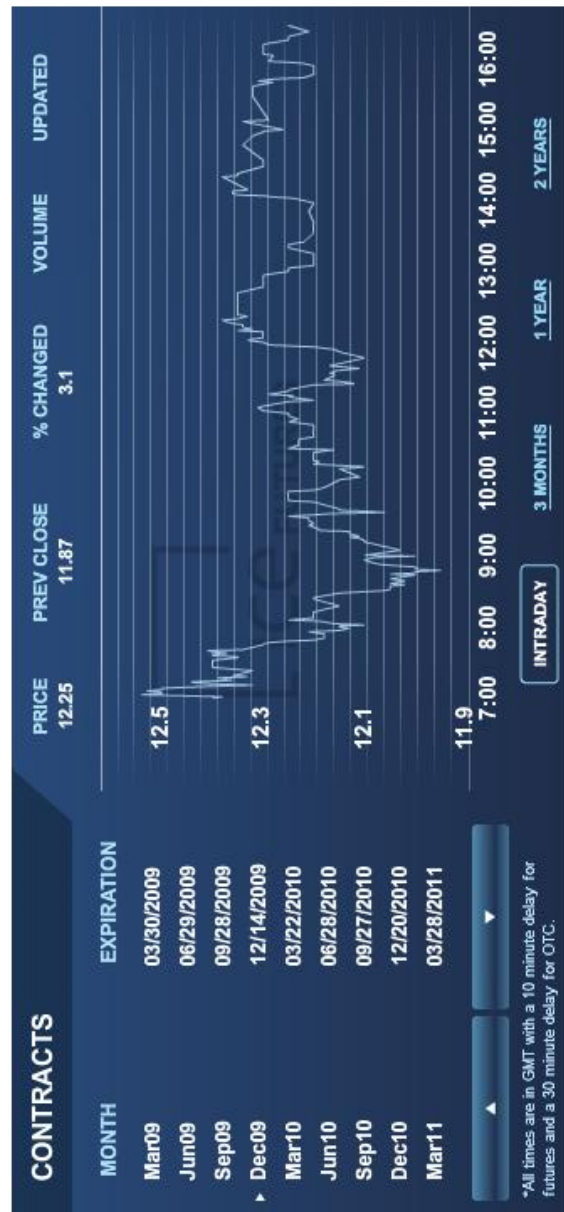 CONTRACTS
PRICE PREV CLOSE % CHANGED VOLUME UPDATED
12.25 11.87 3.1
MONTH EXPIRATION
Mar09 03/30/2009
Jun09 06/29/2009
Sep09 09/28/2009
Dec09 12/14/2009
Mar10 03/22/2010
Jun10 06/28/2010
Sep10 09/27/2010
Dec10 12/20/2010
Mar11 03/28/2011
12.5
12.3
12.1
11.9
7:00 8:00 9:00 10:00 11:00 12:00 13:00 14:00 15:00 16:00
INTRADAY 3 MONTHS 1 YEAR 2 YEARS
*All times are in GMT with a 10 minute delay for
futures and a 30 minute delay for OTC.